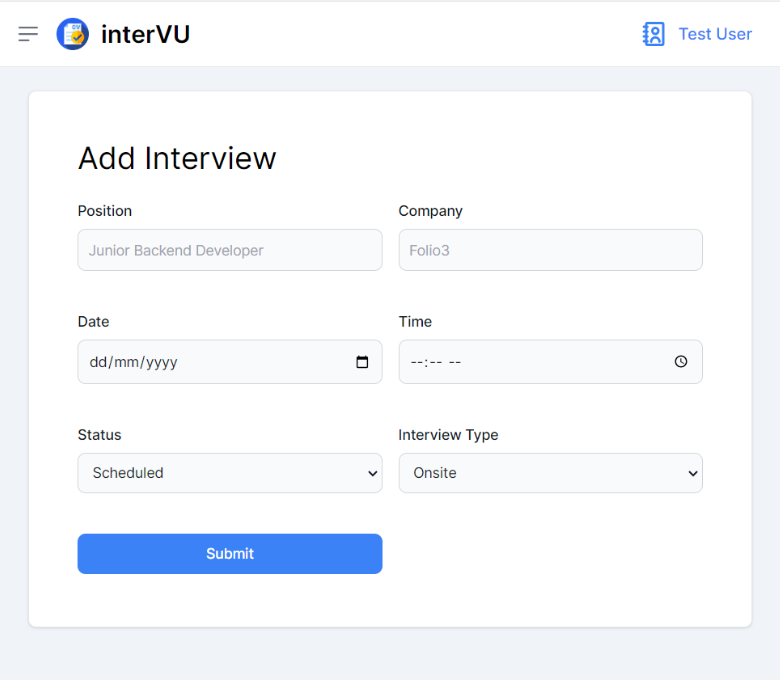 interVU
Test User
Add Interview
Position
Company
Junior Backend Developer
Folio3
Date
Time
dd/mm/yyyy
--:-- --
Status
Interview Type
Scheduled
Onsite
Submit